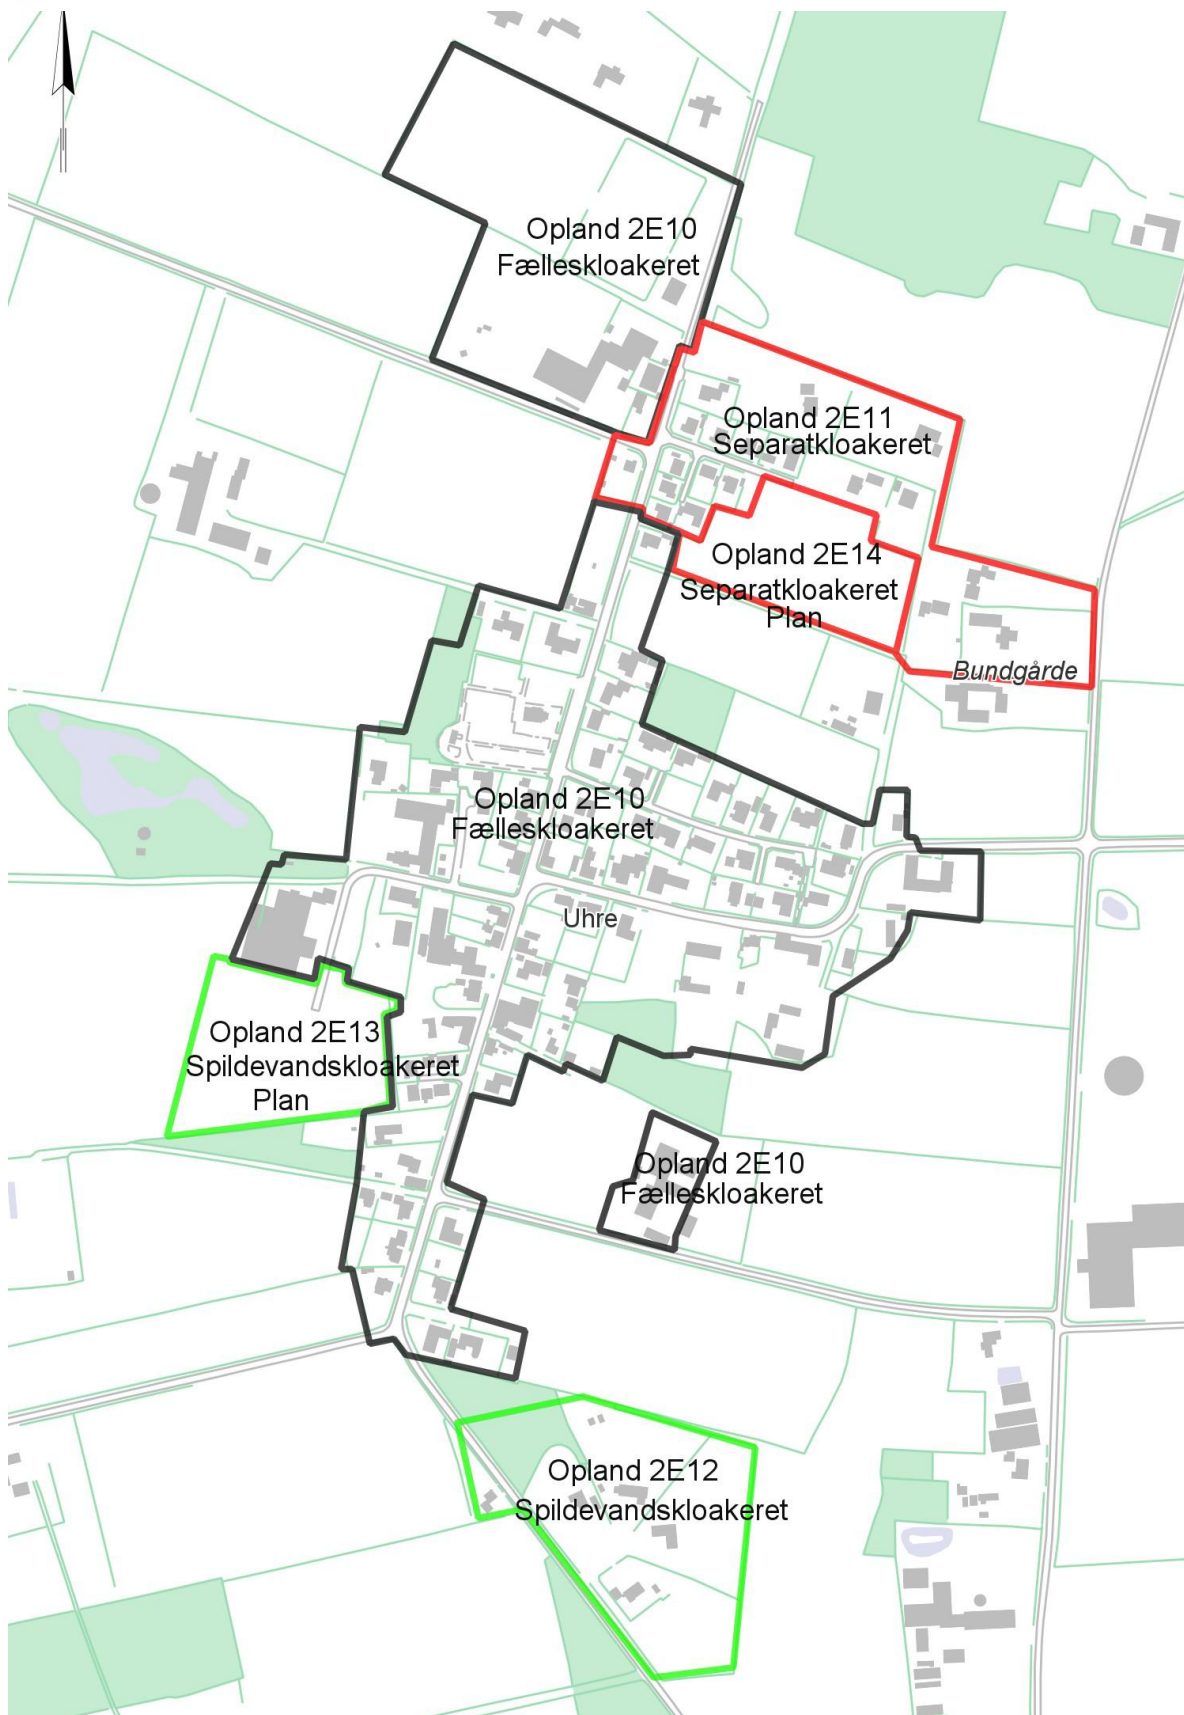 Opland 2E10
Fælleskloakeret
Opland 2E11
Separatkloakeret
Opland 2E14
Separatkloakeret
Plan
Bundgårde
Opland 2E10
Fælleskloakeret
Uhre
Opland 2E13
Spildevandskloakeret
Plan
Opland 2E10
Fælleskloakeret
Opland 2E12
Spildevandskloakeret